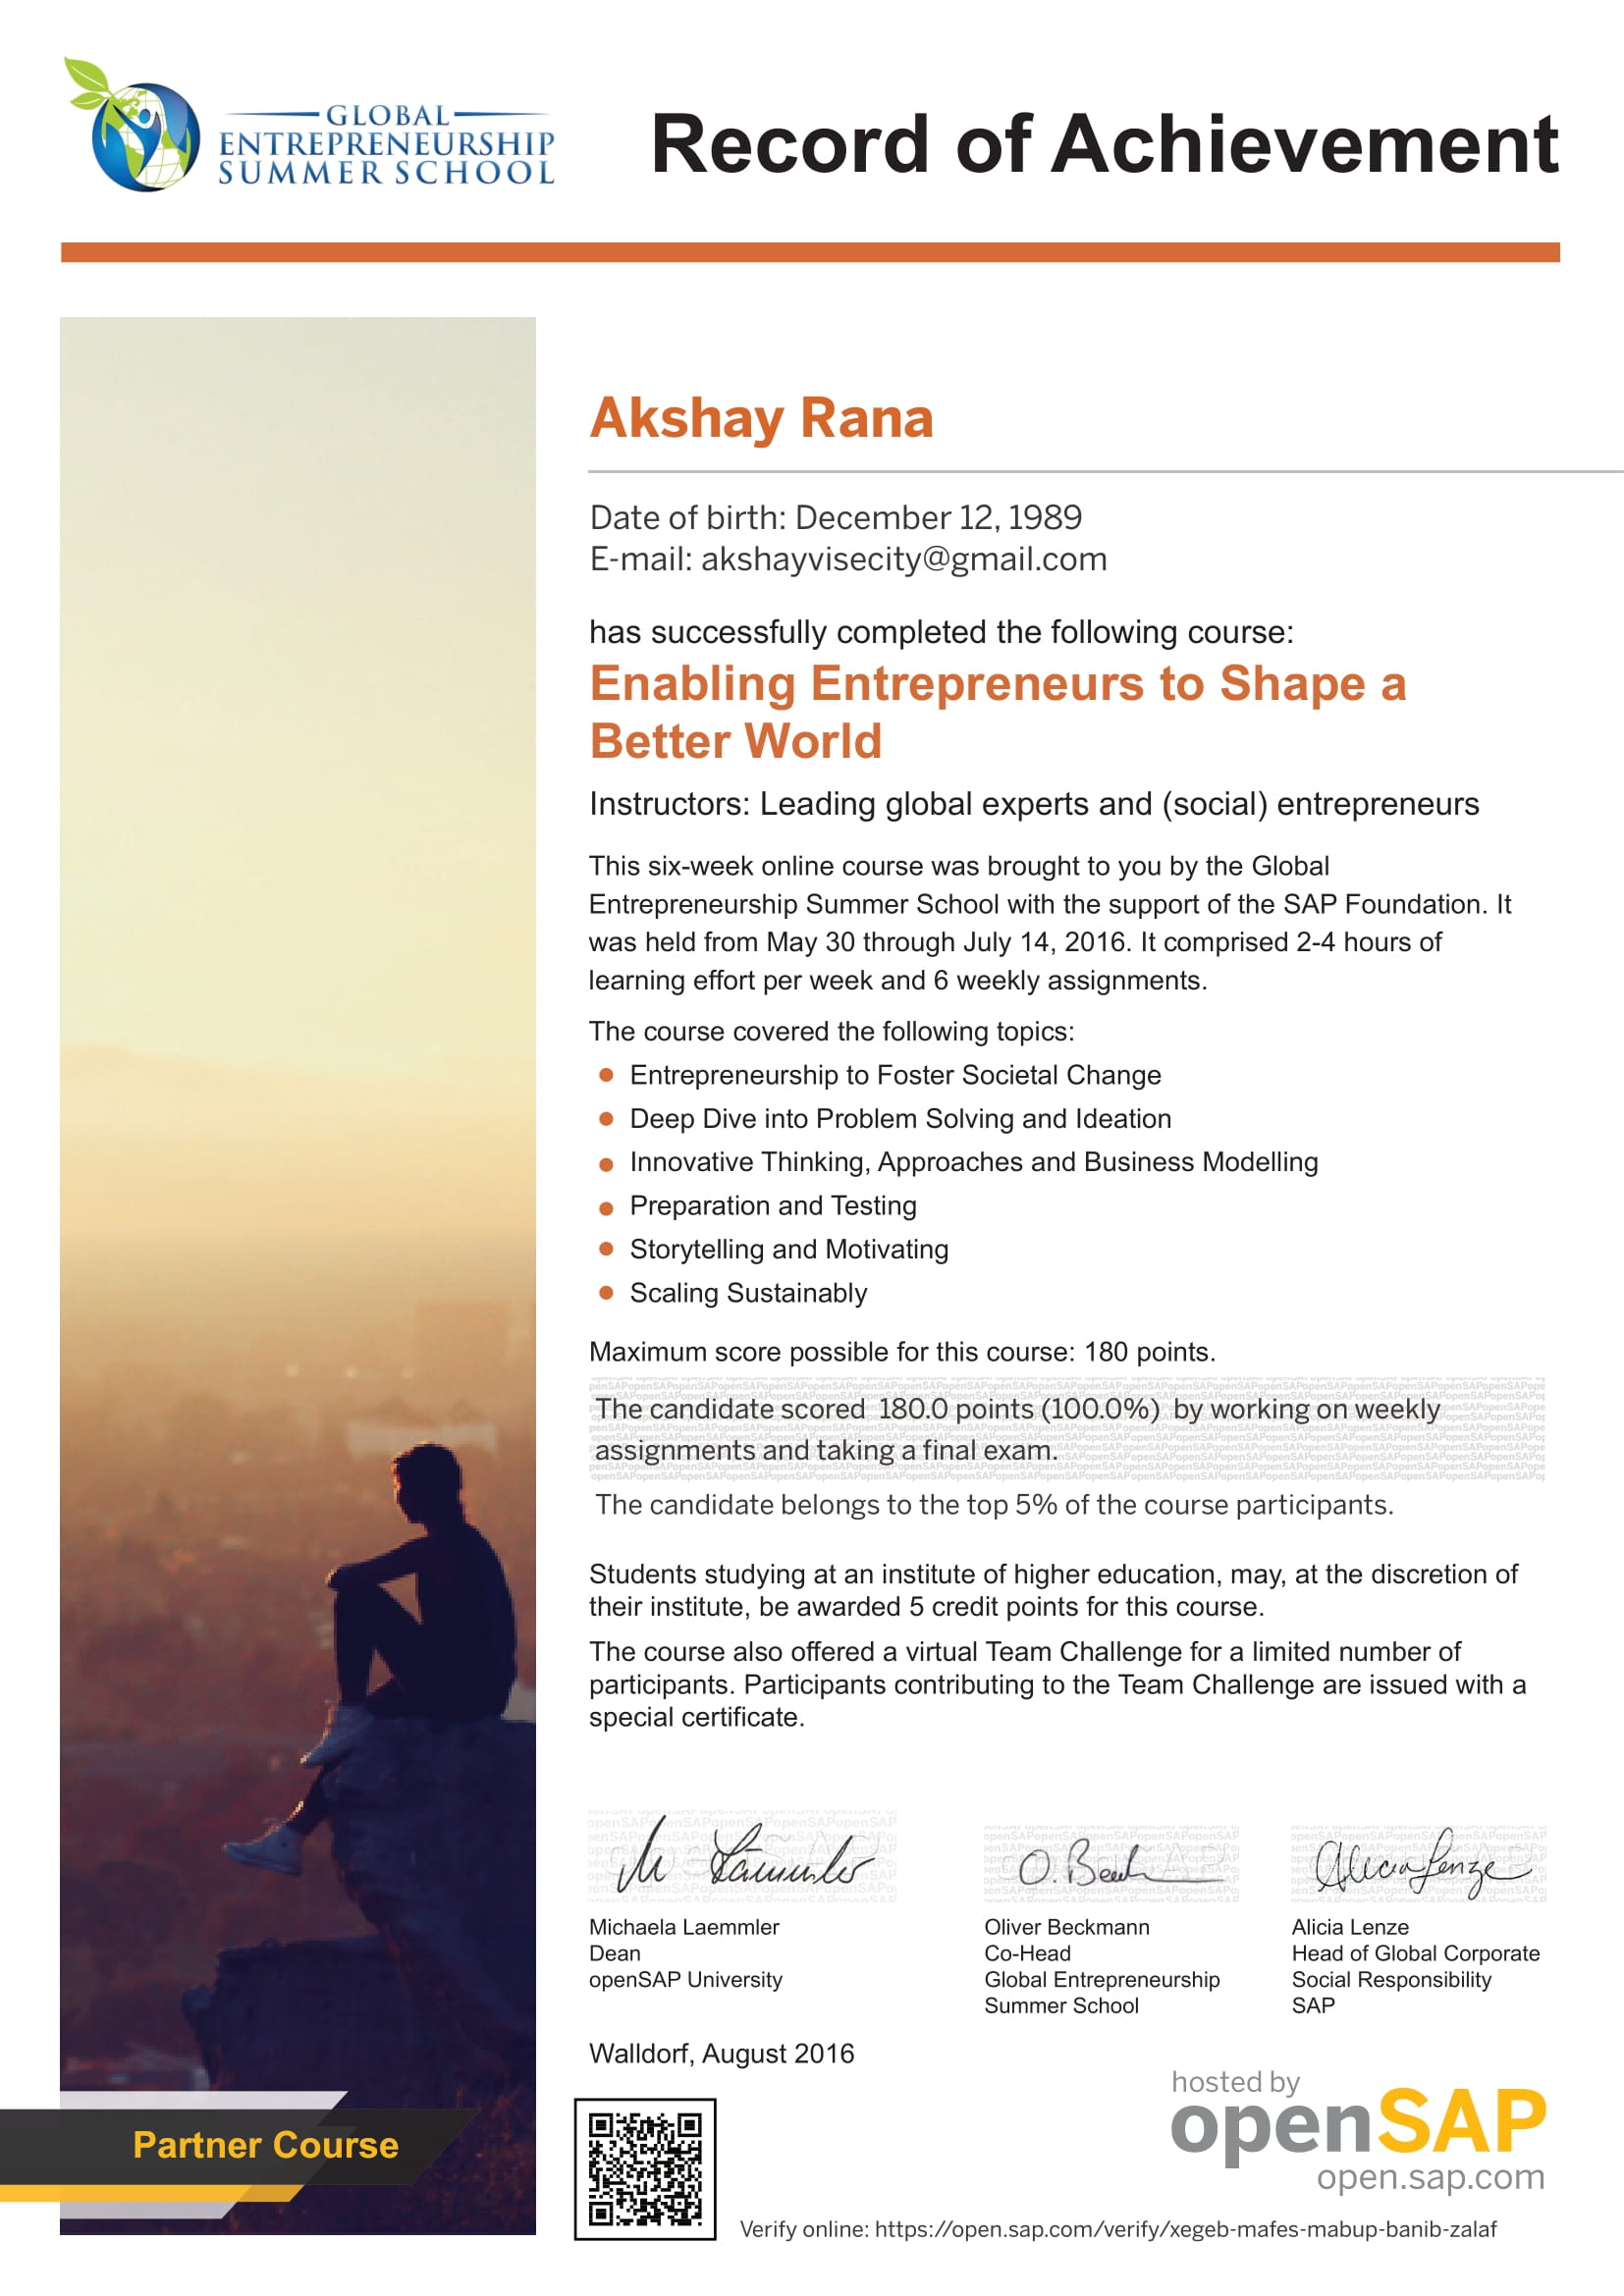 GLOBAL
ENTREPRENEURSHIP
SUMMER SCHOOL
Record of Achievement
Akshay Rana
Date of birth: December 12, 1989
E-mail: akshayvisecity@gmail.com
has successfully completed the following course:
Enabling Entrepreneurs to Shape a
Better World
Instructors: Leading global experts and (social) entrepreneurs
This six-week online course was brought to you by the Global
Entrepreneurship Summer School with the support of the SAP Foundation. It
was held from May 30 through July 14, 2016. It comprised 2-4 hours of
learning effort per week and 6 weekly assignments.
The course covered the following topics:
Entrepreneurship to Foster Societal Change
Deep Dive into Problem Solving and Ideation
Innovative Thinking, Approaches and Business Modelling
Preparation and Testing
Storytelling and Motivating
Scaling Sustainably
Maximum score possible for this course: 180 points.
The candidate scored 180.0 points (100.0%) by working on weekly
assignments and taking a final exam.
The candidate belongs to the top 5% of the course participants.
Students studying at an institute of higher education, may, at the discretion of
their institute, be awarded 5 credit points for this course.
The course also offered a virtual Team Challenge for a limited number of
participants. Participants contributing to the Team Challenge are issued with a
special certificate.
M Lämmler
O. Beck
Alicia Lenze
Michaela Laemmler
Dean
openSAP University
Oliver Beckmann
Co-Head
Global Entrepreneurship
Summer School
Alicia Lenze
Head of Global Corporate
Social Responsibility
SAP
Walldorf, August 2016
Partner Course
hosted by
openSAP
open.sap.com
Verify online: https://open.sap.com/verify/xegeb-mafes-mabup-banib-zalaf